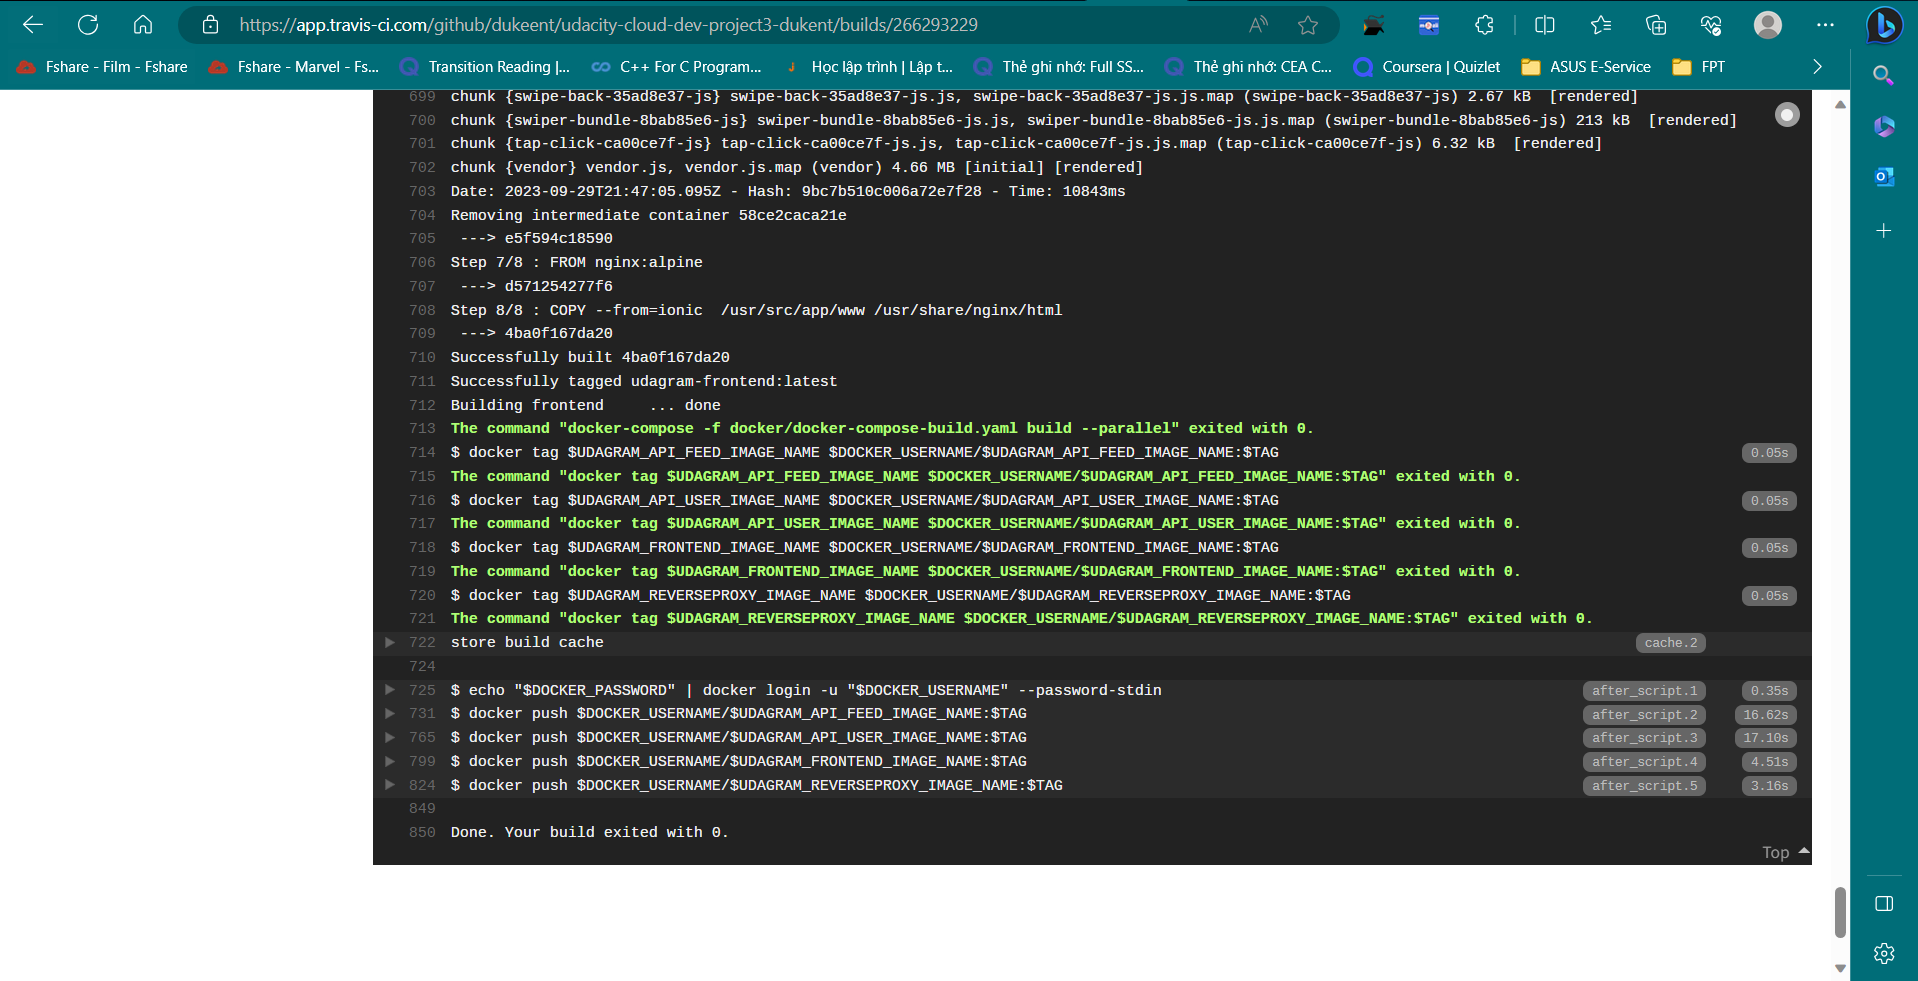 https://app.travis-ci.com/github/dukeent/udacity-cloud-dev-project3-dukent/builds/266293229
Fshare - Film - Fshare Fshare - Marvel - Fs... Transition Reading |... C++ For C Program... Học lập trình | Lập t... Thẻ ghi nhớ: Full SS... Thẻ ghi nhớ: CEA C... Coursera | Quizlet ASUS E-Service FPT
699 chunk {swipe-back-35ad8e37-js} swipe-back-35ad8e37-js.js, swipe-back-35ad8e37-js.js.map (swipe-back-35ad8e37-js) 2.67 kB [rendered]
700 chunk {swiper-bundle-8bab85e6-js} swiper-bundle-8bab85e6-js.js, swiper-bundle-8bab85e6-js.js.map (swiper-bundle-8bab85e6-js) 213 kB [rendered]
701 chunk {tap-click-ca00ce7f-js} tap-click-ca00ce7f-js.js, tap-click-ca00ce7f-js.js.map (tap-click-ca00ce7f-js) 6.32 kB [rendered]
702 chunk {vendor} vendor.js, vendor.js.map (vendor) 4.66 MB [initial] [rendered]
703 Date: 2023-09-29T21:47:05.095Z - Hash: 9bc7b510c006a72e7f28 - Time: 10843ms
704 Removing intermediate container 58ce2caca21e
705 ---> e5f594c18590
706 Step 7/8 : FROM nginx:alpine
707 ---> d571254277f6
708 Step 8/8 : COPY --from=ionic /usr/src/app/www /usr/share/nginx/html
709 ---> 4ba0f167da20
710 Successfully built 4ba0f167da20
711 Successfully tagged udagram-frontend:latest
712 Building frontend ... done
713 The command "docker-compose -f docker/docker-compose-build.yaml build --parallel" exited with 0.
714 $ docker tag $UDAGRAM_API_FEED_IMAGE_NAME $DOCKER_USERNAME/$UDAGRAM_API_FEED_IMAGE_NAME:$TAG 0.05s
715 The command "docker tag $UDAGRAM_API_FEED_IMAGE_NAME $DOCKER_USERNAME/$UDAGRAM_API_FEED_IMAGE_NAME:$TAG" exited with 0.
716 $ docker tag $UDAGRAM_API_USER_IMAGE_NAME $DOCKER_USERNAME/$UDAGRAM_API_USER_IMAGE_NAME:$TAG 0.05s
717 The command "docker tag $UDAGRAM_API_USER_IMAGE_NAME $DOCKER_USERNAME/$UDAGRAM_API_USER_IMAGE_NAME:$TAG" exited with 0.
718 $ docker tag $UDAGRAM_FRONTEND_IMAGE_NAME $DOCKER_USERNAME/$UDAGRAM_FRONTEND_IMAGE_NAME:$TAG 0.05s
719 The command "docker tag $UDAGRAM_FRONTEND_IMAGE_NAME $DOCKER_USERNAME/$UDAGRAM_FRONTEND_IMAGE_NAME:$TAG" exited with 0.
720 $ docker tag $UDAGRAM_REVERSEPROXY_IMAGE_NAME $DOCKER_USERNAME/$UDAGRAM_REVERSEPROXY_IMAGE_NAME:$TAG 0.05s
721 The command "docker tag $UDAGRAM_REVERSEPROXY_IMAGE_NAME $DOCKER_USERNAME/$UDAGRAM_REVERSEPROXY_IMAGE_NAME:$TAG" exited with 0.
722 store build cache cache.2
724
725 $ echo "$DOCKER_PASSWORD" | docker login -u "$DOCKER_USERNAME" --password-stdin after_script.1 0.35s
731 $ docker push $DOCKER_USERNAME/$UDAGRAM_API_FEED_IMAGE_NAME:$TAG after_script.2 16.62s
765 $ docker push $DOCKER_USERNAME/$UDAGRAM_API_USER_IMAGE_NAME:$TAG after_script.3 17.10s
799 $ docker push $DOCKER_USERNAME/$UDAGRAM_FRONTEND_IMAGE_NAME:$TAG after_script.4 4.51s
824 $ docker push $DOCKER_USERNAME/$UDAGRAM_REVERSEPROXY_IMAGE_NAME:$TAG after_script.5 3.16s
849
850 Done. Your build exited with 0.
Top